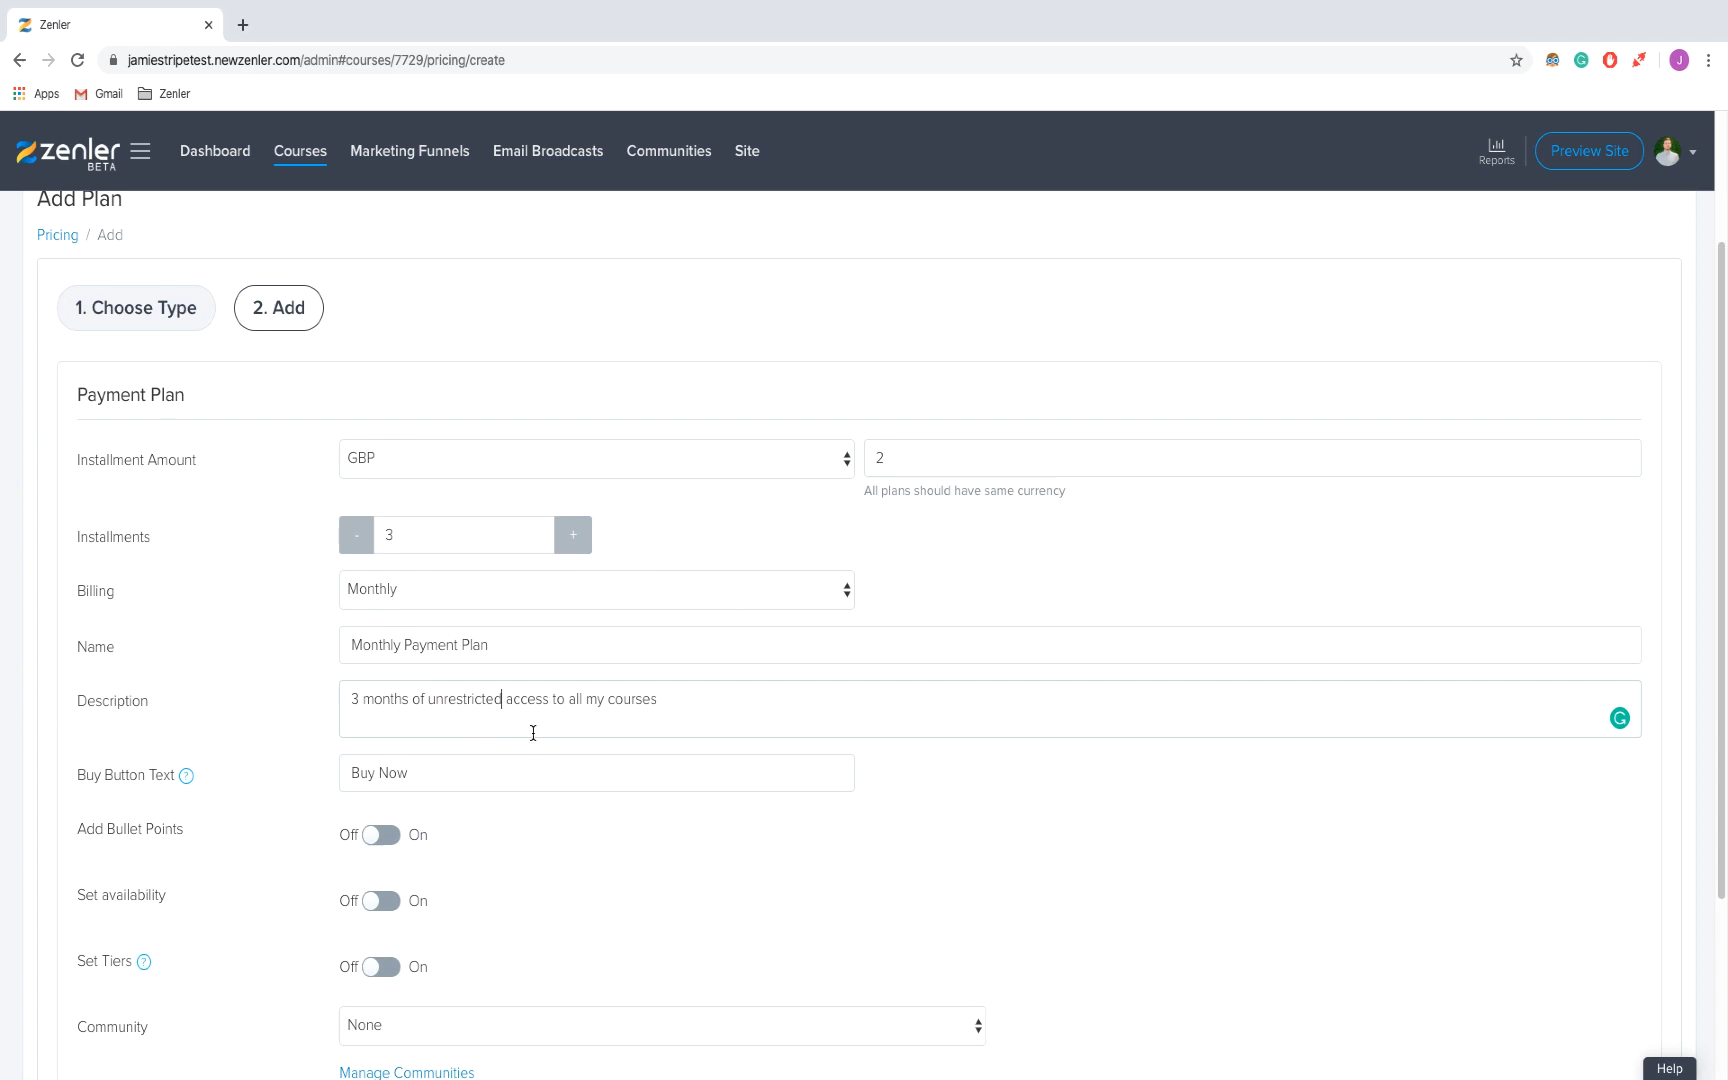 Zenler
jamiestripetest.newzenler.com/admin#courses/7729/pricing/create
J
Apps Gmail Zenler
zenler BETA Dashboard Courses Marketing Funnels Email Broadcasts Communities Site Reports Preview Site
Add Plan
Pricing / Add
1. Choose Type 2. Add
Payment Plan
Installment Amount GBP 2
All plans should have same currency
Installments - 3 +
Billing Monthly
Name Monthly Payment Plan
Description 3 months of unrestricted access to all my courses
Buy Button Text ? Buy Now
Add Bullet Points Off On
Set availability Off On
Set Tiers ? Off On
Community None
Manage Communities
Help